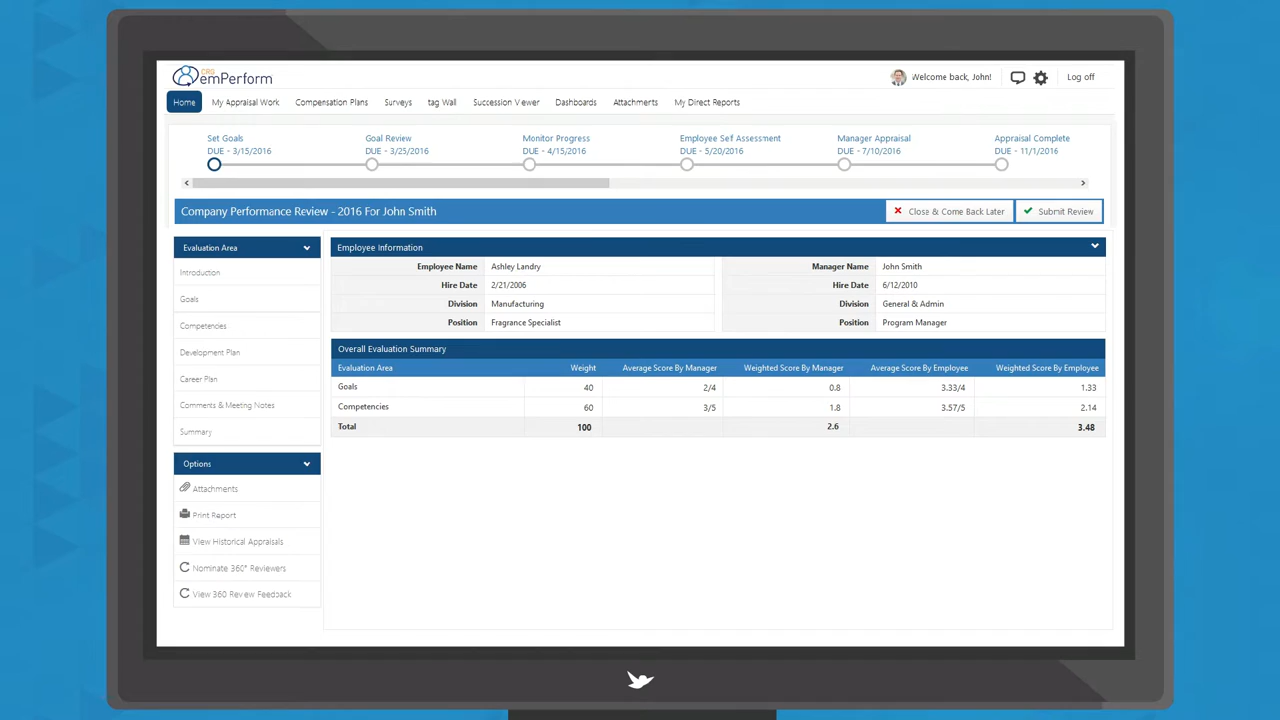 CRG
emPerform
Welcome back, John!
Log off
Home My Appraisal Work Compensation Plans Surveys tag Wall Succession Viewer Dashboards Attachments My Direct Reports
Set Goals Goal Review Monitor Progress Employee Self Assessment Manager Appraisal Appraisal Complete
DUE - 3/15/2016 DUE - 3/25/2016 DUE - 4/15/2016 DUE - 5/20/2016 DUE - 7/10/2016 DUE - 11/1/2016
Company Performance Review - 2016 For John Smith
Close & Come Back Later
Submit Review
Evaluation Area
Introduction
Goals
Competencies
Development Plan
Career Plan
Comments & Meeting Notes
Summary
Options
Attachments
Print Report
View Historical Appraisals
Nominate 360° Reviewers
View 360 Review Feedback
Employee Information
Employee Name Ashley Landry Manager Name John Smith
Hire Date 2/21/2006 Hire Date 6/12/2010
Division Manufacturing Division General & Admin
Position Fragrance Specialist Position Program Manager
Overall Evaluation Summary
Evaluation Area Weight Average Score By Manager Weighted Score By Manager Average Score By Employee Weighted Score By Employee
Goals 40 2/4 0.8 3.33/4 1.33
Competencies 60 3/5 1.8 3.57/5 2.14
Total 100 2.6 3.48